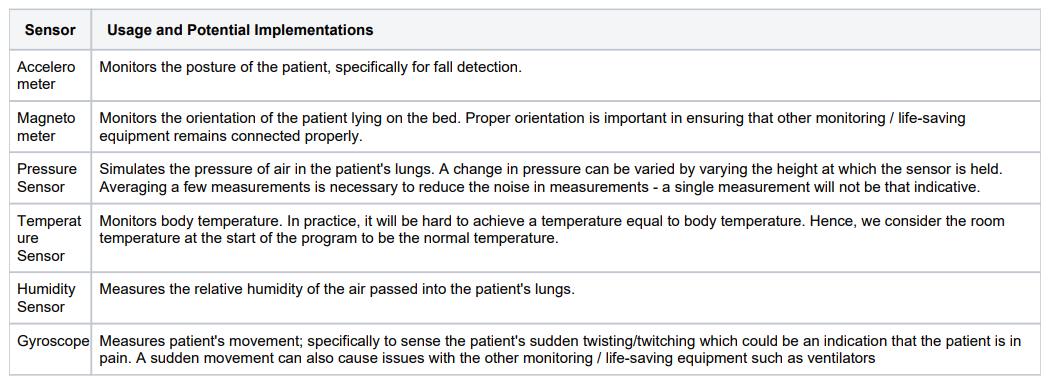 Sensor Usage and Potential Implementations
Accelero
meter
Monitors the posture of the patient, specifically for fall detection.
Magneto
meter
Monitors the orientation of the patient lying on the bed. Proper orientation is important in ensuring that other monitoring / life-saving
equipment remains connected properly.
Pressure
Sensor
Simulates the pressure of air in the patient's lungs. A change in pressure can be varied by varying the height at which the sensor is held.
Averaging a few measurements is necessary to reduce the noise in measurements - a single measurement will not be that indicative.
Temperat
ure
Sensor
Monitors body temperature. In practice, it will be hard to achieve a temperature equal to body temperature. Hence, we consider the room
temperature at the start of the program to be the normal temperature.
Humidity
Sensor
Measures the relative humidity of the air passed into the patient's lungs.
Gyroscope
Measures patient's movement; specifically to sense the patient's sudden twisting/twitching which could be an indication that the patient is in
pain. A sudden movement can also cause issues with the other monitoring / life-saving equipment such as ventilators